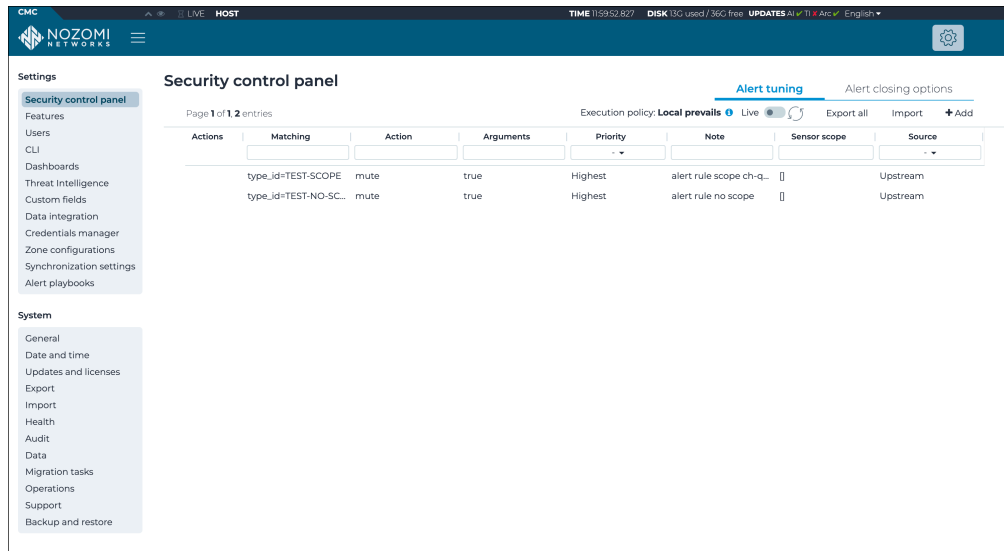 CMC LIVE HOST TIME 11:59:52.827 DISK 13G used / 36G free UPDATES AI ✔ TI ✘ Arc ✔ English
NOZOMI
NETWORKS
Settings
Security control panel
Features
Users
CLI
Dashboards
Threat Intelligence
Custom fields
Data integration
Credentials manager
Zone configurations
Synchronization settings
Alert playbooks
System
General
Date and time
Updates and licenses
Export
Import
Health
Audit
Data
Migration tasks
Operations
Support
Backup and restore
Security control panel
Alert tuning Alert closing options
Page 1 of 1, 2 entries Execution policy: Local prevails Live Export all Import + Add
Actions Matching Action Arguments Priority Note Sensor scope Source
- -
type_id=TEST-SCOPE mute true Highest alert rule scope ch-q... [] Upstream
type_id=TEST-NO-SC... mute true Highest alert rule no scope [] Upstream